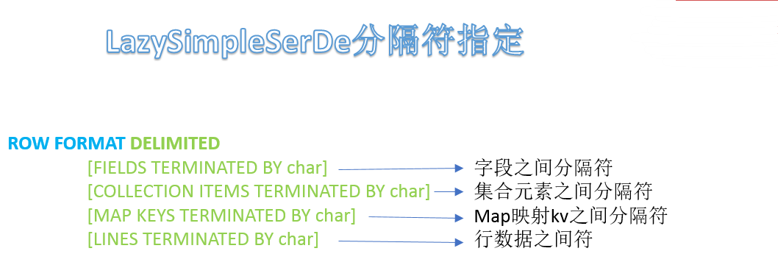 LazySimpleSerDe分隔符指定
ROW FORMAT DELIMITED
[FIELDS TERMINATED BY char] 字段之间分隔符
[COLLECTION ITEMS TERMINATED BY char] 集合元素之间分隔符
[MAP KEYS TERMINATED BY char] Map映射kv之间分隔符
[LINES TERMINATED BY char] 行数据之间符